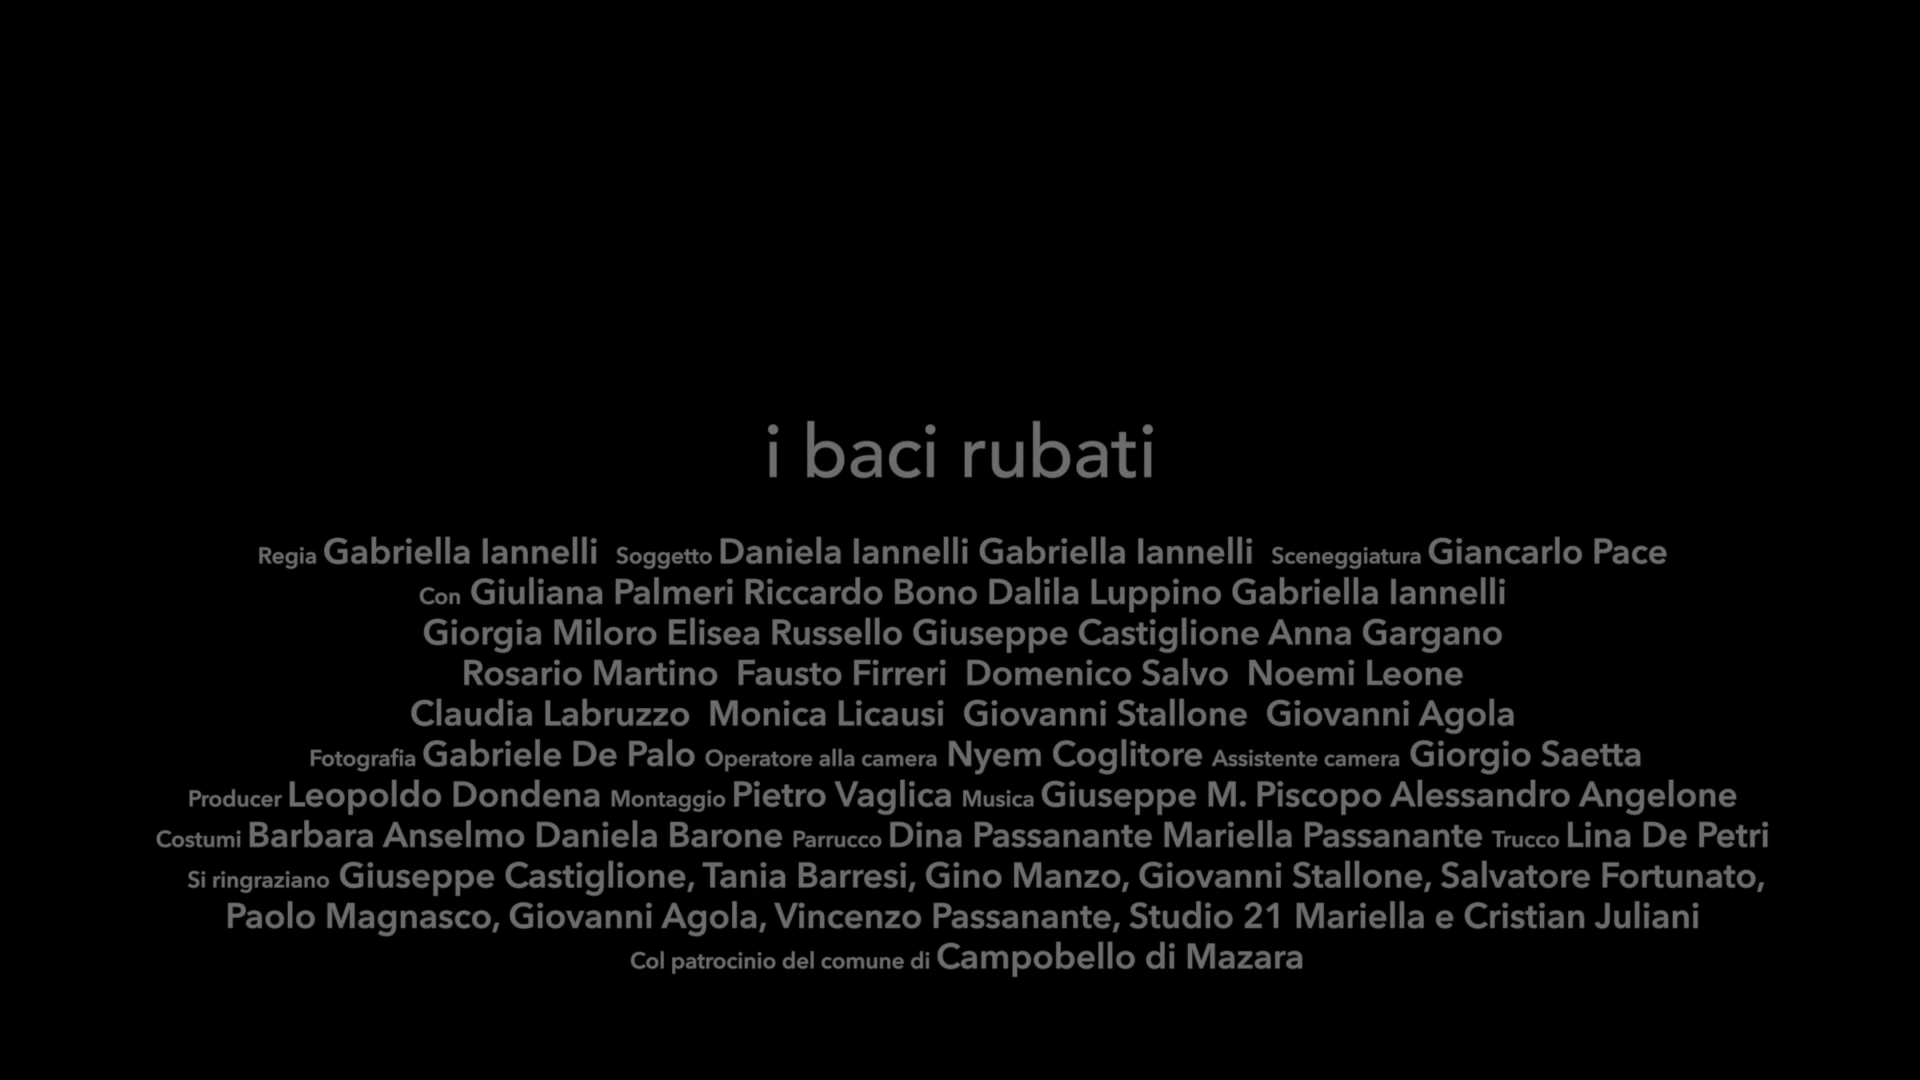 i baci rubati
Regia Gabriella Iannelli Soggetto Daniela Iannelli Gabriella Iannelli Sceneggiatura Giancarlo Pace
Con Giuliana Palmeri Riccardo Bono Dalila Luppino Gabriella Iannelli
Giorgia Miloro Elisea Russello Giuseppe Castiglione Anna Gargano
Rosario Martino Fausto Firreri Domenico Salvo Noemi Leone
Claudia Labruzzo Monica Licausi Giovanni Stallone Giovanni Agola
Fotografia Gabriele De Palo Operatore alla camera Nyem Coglitore Assistente camera Giorgio Saetta
Producer Leopoldo Dondena Montaggio Pietro Vaglica Musica Giuseppe M. Piscopo Alessandro Angelone
Costumi Barbara Anselmo Daniela Barone Parrucco Dina Passanante Mariella Passanante Trucco Lina De Petri
Si ringraziano Giuseppe Castiglione, Tania Barresi, Gino Manzo, Giovanni Stallone, Salvatore Fortunato,
Paolo Magnasco, Giovanni Agola, Vincenzo Passanante, Studio 21 Mariella e Cristian Juliani
Col patrocinio del comune di Campobello di Mazara